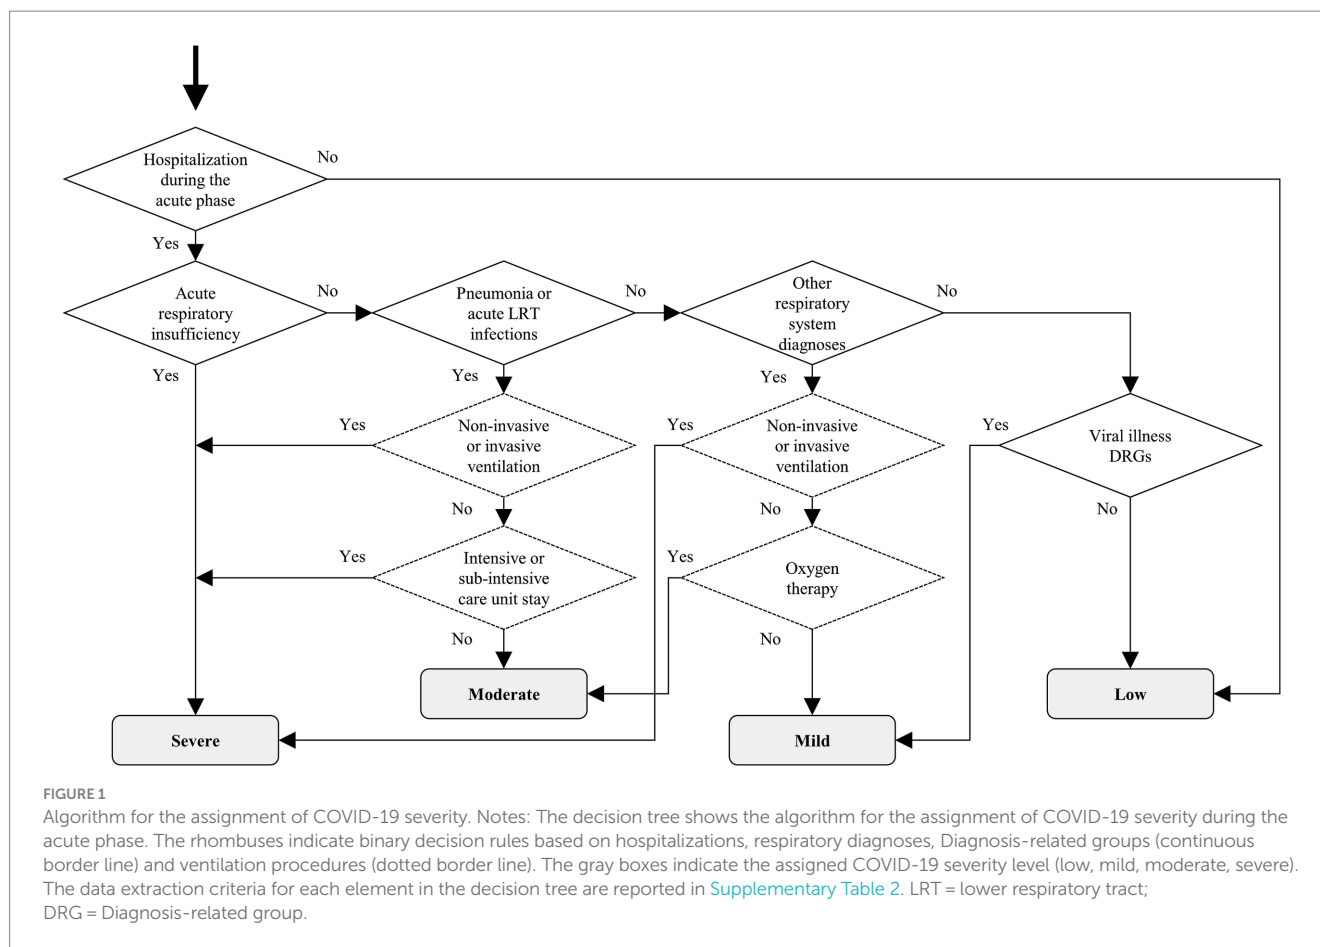 Hospitalization
during the
acute phase
No
Yes
Acute
respiratory
insufficiency
No
Pneumonia or
acute LRT
infections
No
Other
respiratory
system
diagnoses
No
Yes
Yes
Yes
Yes
Non-invasive
or invasive
ventilation
Yes
Non-invasive
or invasive
ventilation
Yes
Viral illness
DRGs
No
No
No
Yes
Intensive or
sub-intensive
care unit stay
Yes
Oxygen
therapy
No
No
Moderate
Low
Severe
Mild
FIGURE 1
Algorithm for the assignment of COVID-19 severity. Notes: The decision tree shows the algorithm for the assignment of COVID-19 severity during the
acute phase. The rhombuses indicate binary decision rules based on hospitalizations, respiratory diagnoses, Diagnosis-related groups (continuous
border line) and ventilation procedures (dotted border line). The gray boxes indicate the assigned COVID-19 severity level (low, mild, moderate, severe).
The data extraction criteria for each element in the decision tree are reported in Supplementary Table 2. LRT = lower respiratory tract;
DRG = Diagnosis-related group.